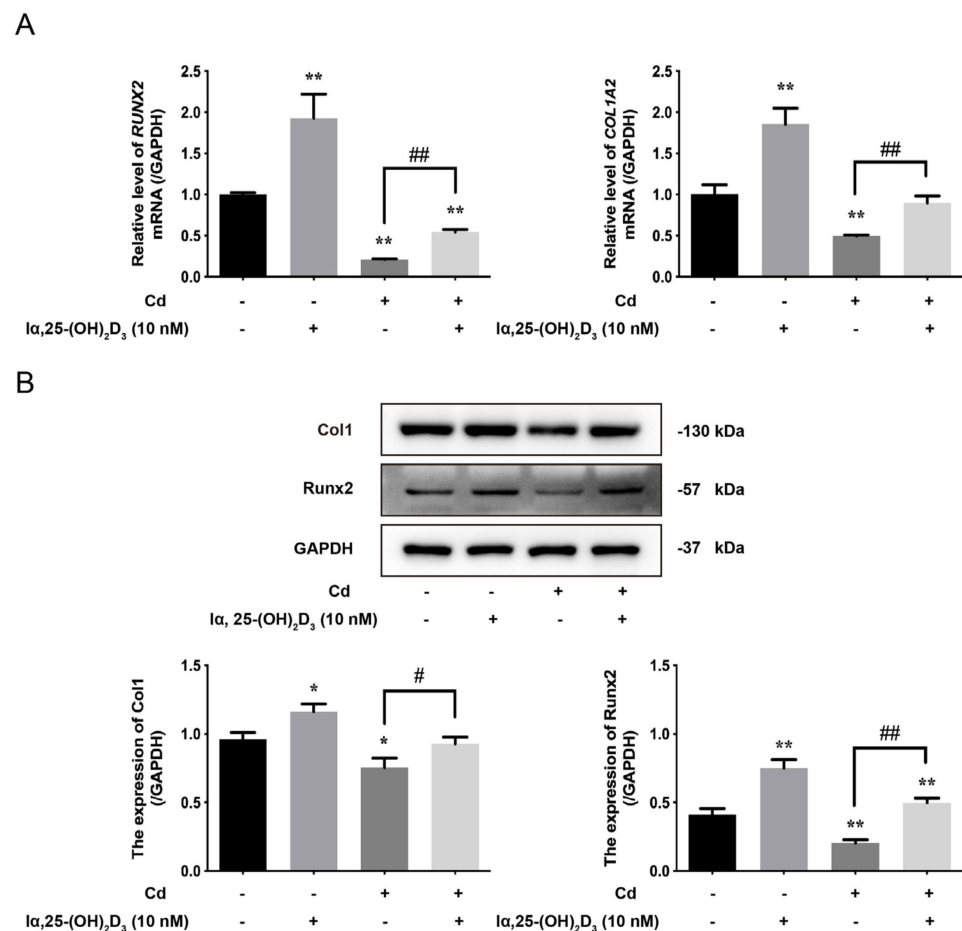 A
Relative level of RUNX2
mRNA (/GAPDH)
2.5
2.0
1.5
1.0
0.5
0.0
**
**
##
**
Cd - - + +
Iα,25-(OH)₂D₃ (10 nM) - + - +
Relative level of COL1A2
mRNA (/GAPDH)
2.5
2.0
1.5
1.0
0.5
0.0
**
**
##
Cd - - + +
Iα,25-(OH)₂D₃ (10 nM) - + - +
B
Col1 -130 kDa
Runx2 -57 kDa
GAPDH -37 kDa
Cd - - + +
Iα, 25-(OH)₂D₃ (10 nM) - + - +
The expression of Col1
(/GAPDH)
1.5
1.0
0.5
0.0
*
*
#
Cd - - + +
Iα,25-(OH)₂D₃ (10 nM) - + - +
The expression of Runx2
(/GAPDH)
1.5
1.0
0.5
0.0
**
**
##
**
Cd - - + +
Iα,25-(OH)₂D₃ (10 nM) - + - +